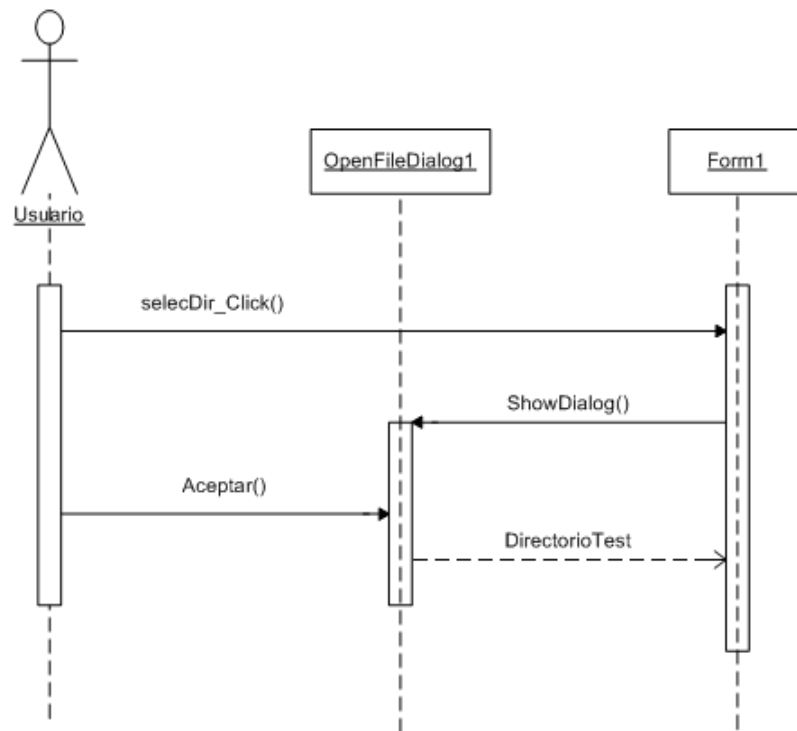 OpenFileDialog1
Form1
Usuario
selecDir_Click()
ShowDialog()
Aceptar()
DirectorioTest